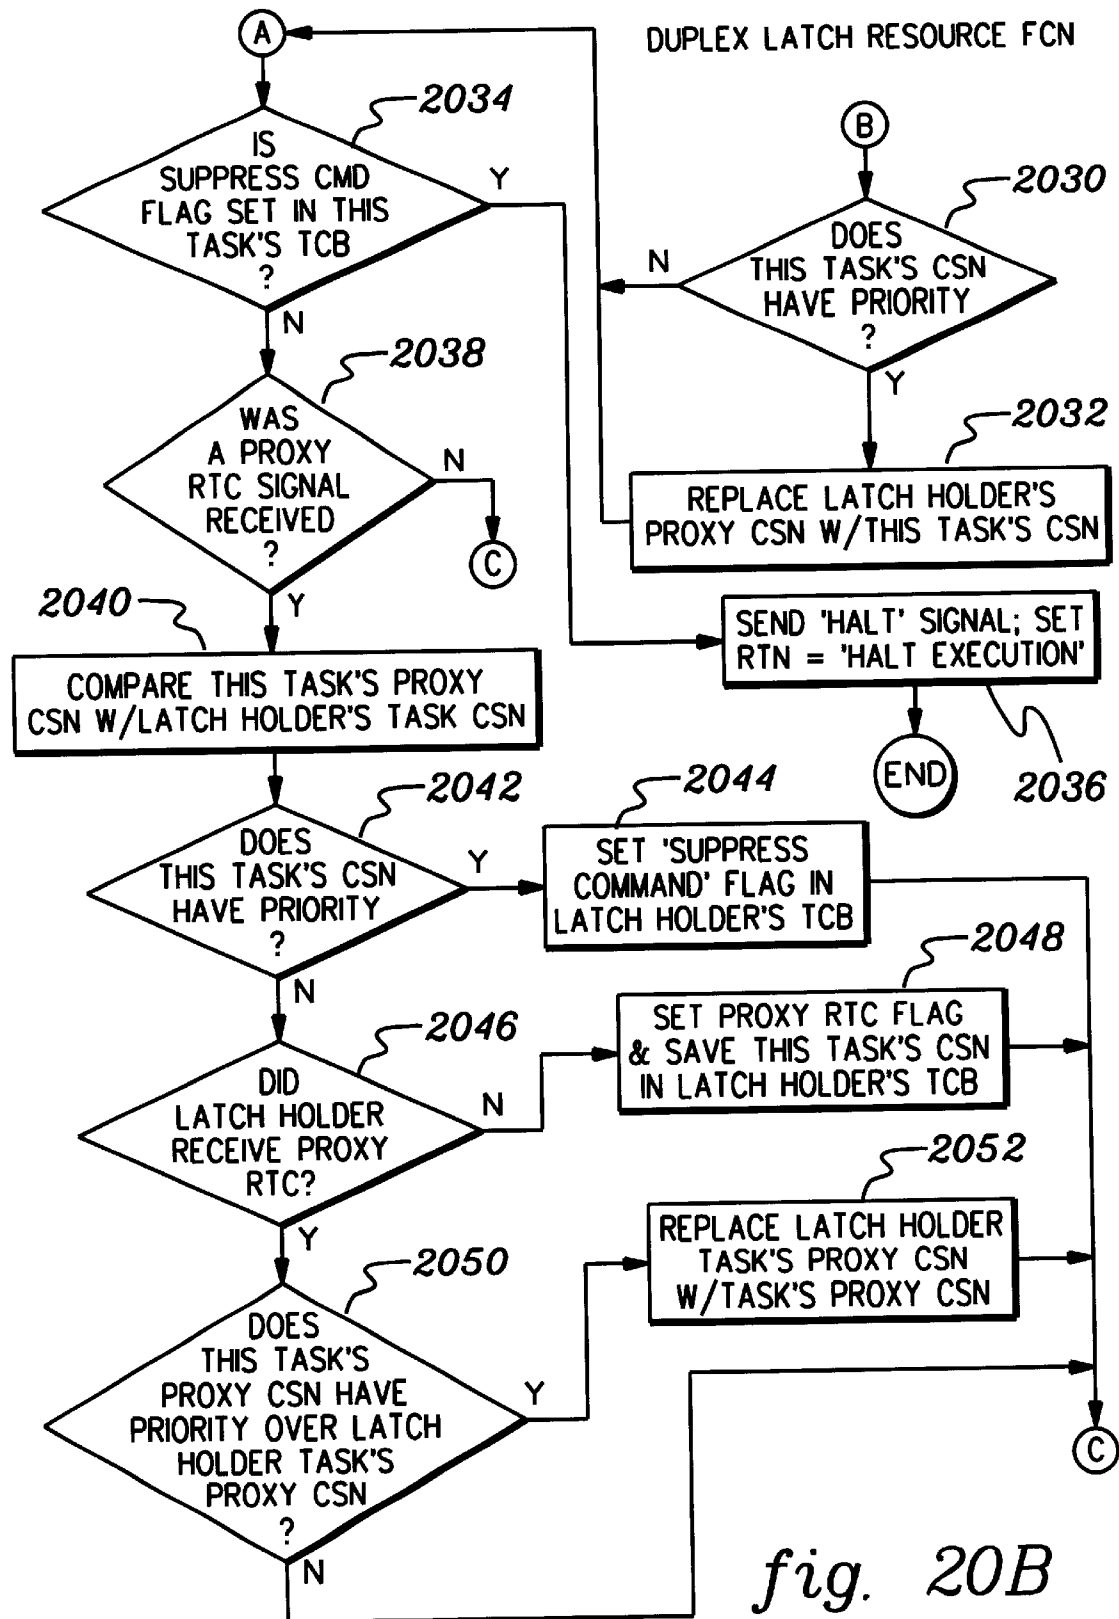 A
DUPLEX LATCH RESOURCE FCN
2034
IS
SUPPRESS CMD
FLAG SET IN THIS
TASK'S TCB
?
Y
N
B
2030
DOES
THIS TASK'S CSN
HAVE PRIORITY
?
N
Y
2038
WAS
A PROXY
RTC SIGNAL
RECEIVED
?
N
C
Y
2032
REPLACE LATCH HOLDER'S
PROXY CSN W/THIS TASK'S CSN
2040
COMPARE THIS TASK'S PROXY
CSN W/LATCH HOLDER'S TASK CSN
SEND 'HALT' SIGNAL; SET
RTN = 'HALT EXECUTION'
END
2036
2042
DOES
THIS TASK'S CSN
HAVE PRIORITY
?
Y
N
2044
SET 'SUPPRESS
COMMAND' FLAG IN
LATCH HOLDER'S TCB
2046
DID
LATCH HOLDER
RECEIVE PROXY
RTC?
N
Y
2048
SET PROXY RTC FLAG
& SAVE THIS TASK'S CSN
IN LATCH HOLDER'S TCB
2050
DOES
THIS TASK'S
PROXY CSN HAVE
PRIORITY OVER LATCH
HOLDER TASK'S
PROXY CSN
?
Y
N
2052
REPLACE LATCH HOLDER
TASK'S PROXY CSN
W/TASK'S PROXY CSN
C
fig. 20B